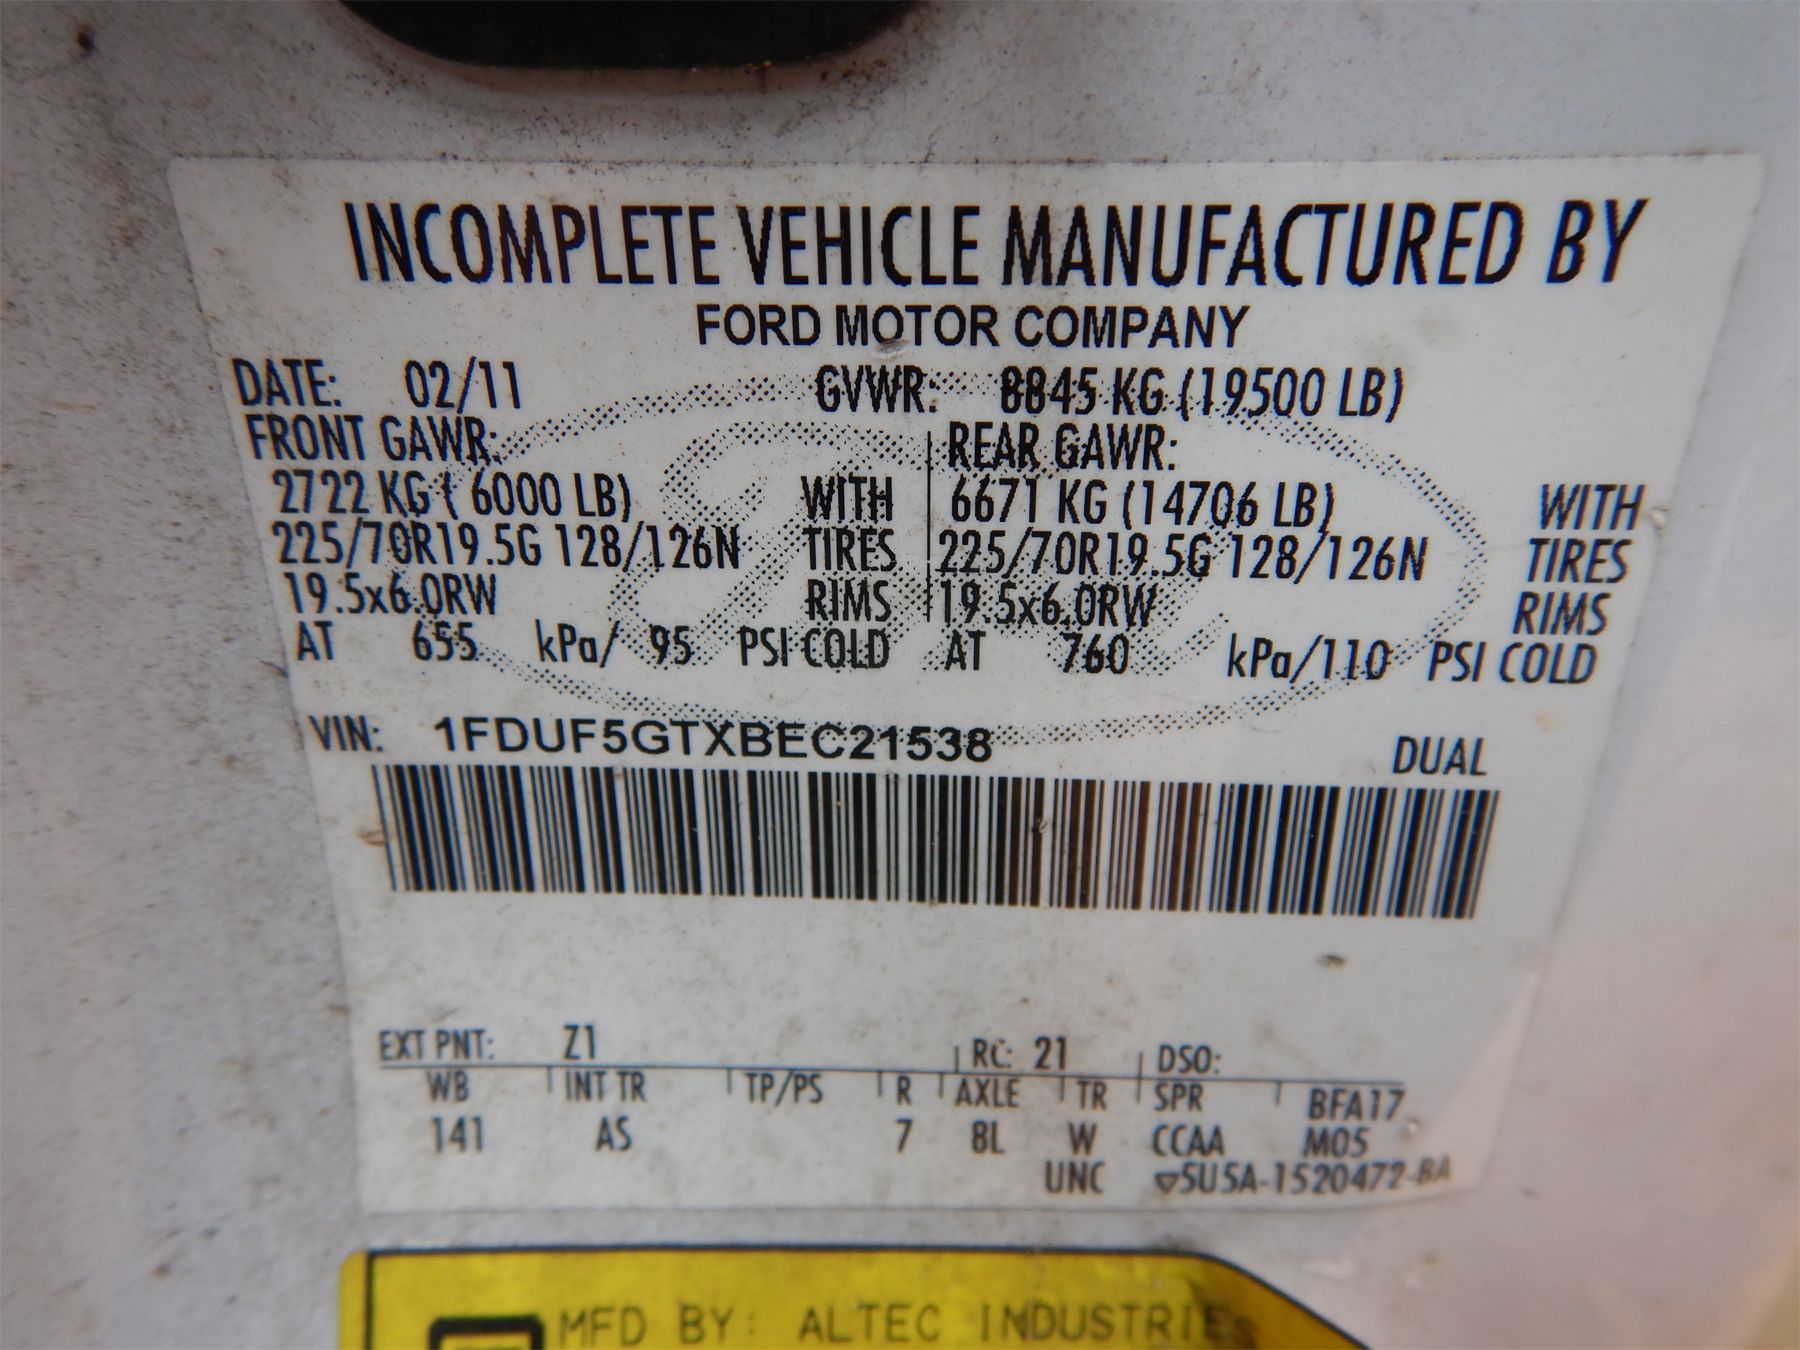 INCOMPLETE VEHICLE MANUFACTURED BY
FORD MOTOR COMPANY
DATE: 02/11 GVWR: 8845 KG (19500 LB)
FRONT GAWR: REAR GAWR:
2722 KG ( 6000 LB) WITH 6671 KG (14706 LB) WITH
225/70R19.5G 128/126N TIRES 225/70R19.5G 128/126N TIRES
19.5x6.0RW RIMS 19.5x6.0RW RIMS
AT 655 kPa/ 95 PSI COLD AT 760 kPa/110 PSI COLD
VIN: 1FDUF5GTXBEC21538 DUAL
EXT PNT: Z1 RC: 21 DSO:
WB INT TR TP/PS R AXLE TR SPR BFA17
141 AS 7 8L W CCAA M05
UNC ▽5U5A-1520472-BA
MFD BY: ALTEC INDUSTRIES